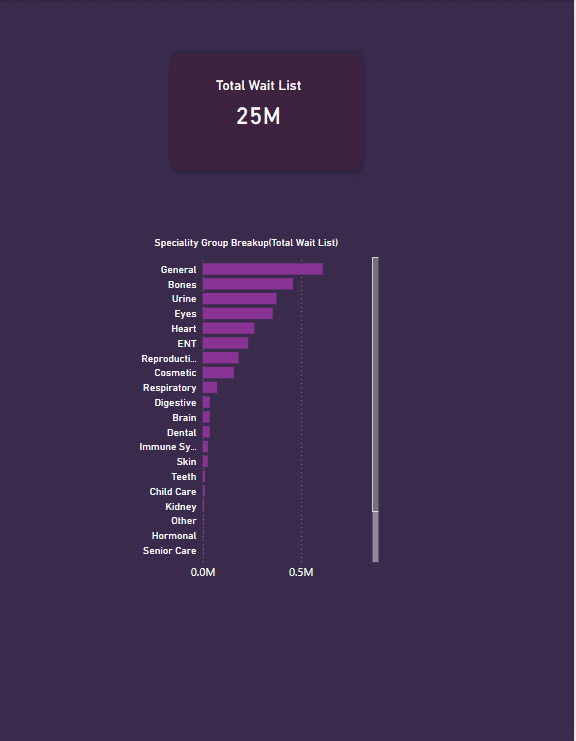 Total Wait List
25M
Speciality Group Breakup(Total Wait List)
General
Bones
Urine
Eyes
Heart
ENT
Reproducti...
Cosmetic
Respiratory
Digestive
Brain
Dental
Immune Sy...
Skin
Teeth
Child Care
Kidney
Other
Hormonal
Senior Care
0.0M 0.5M